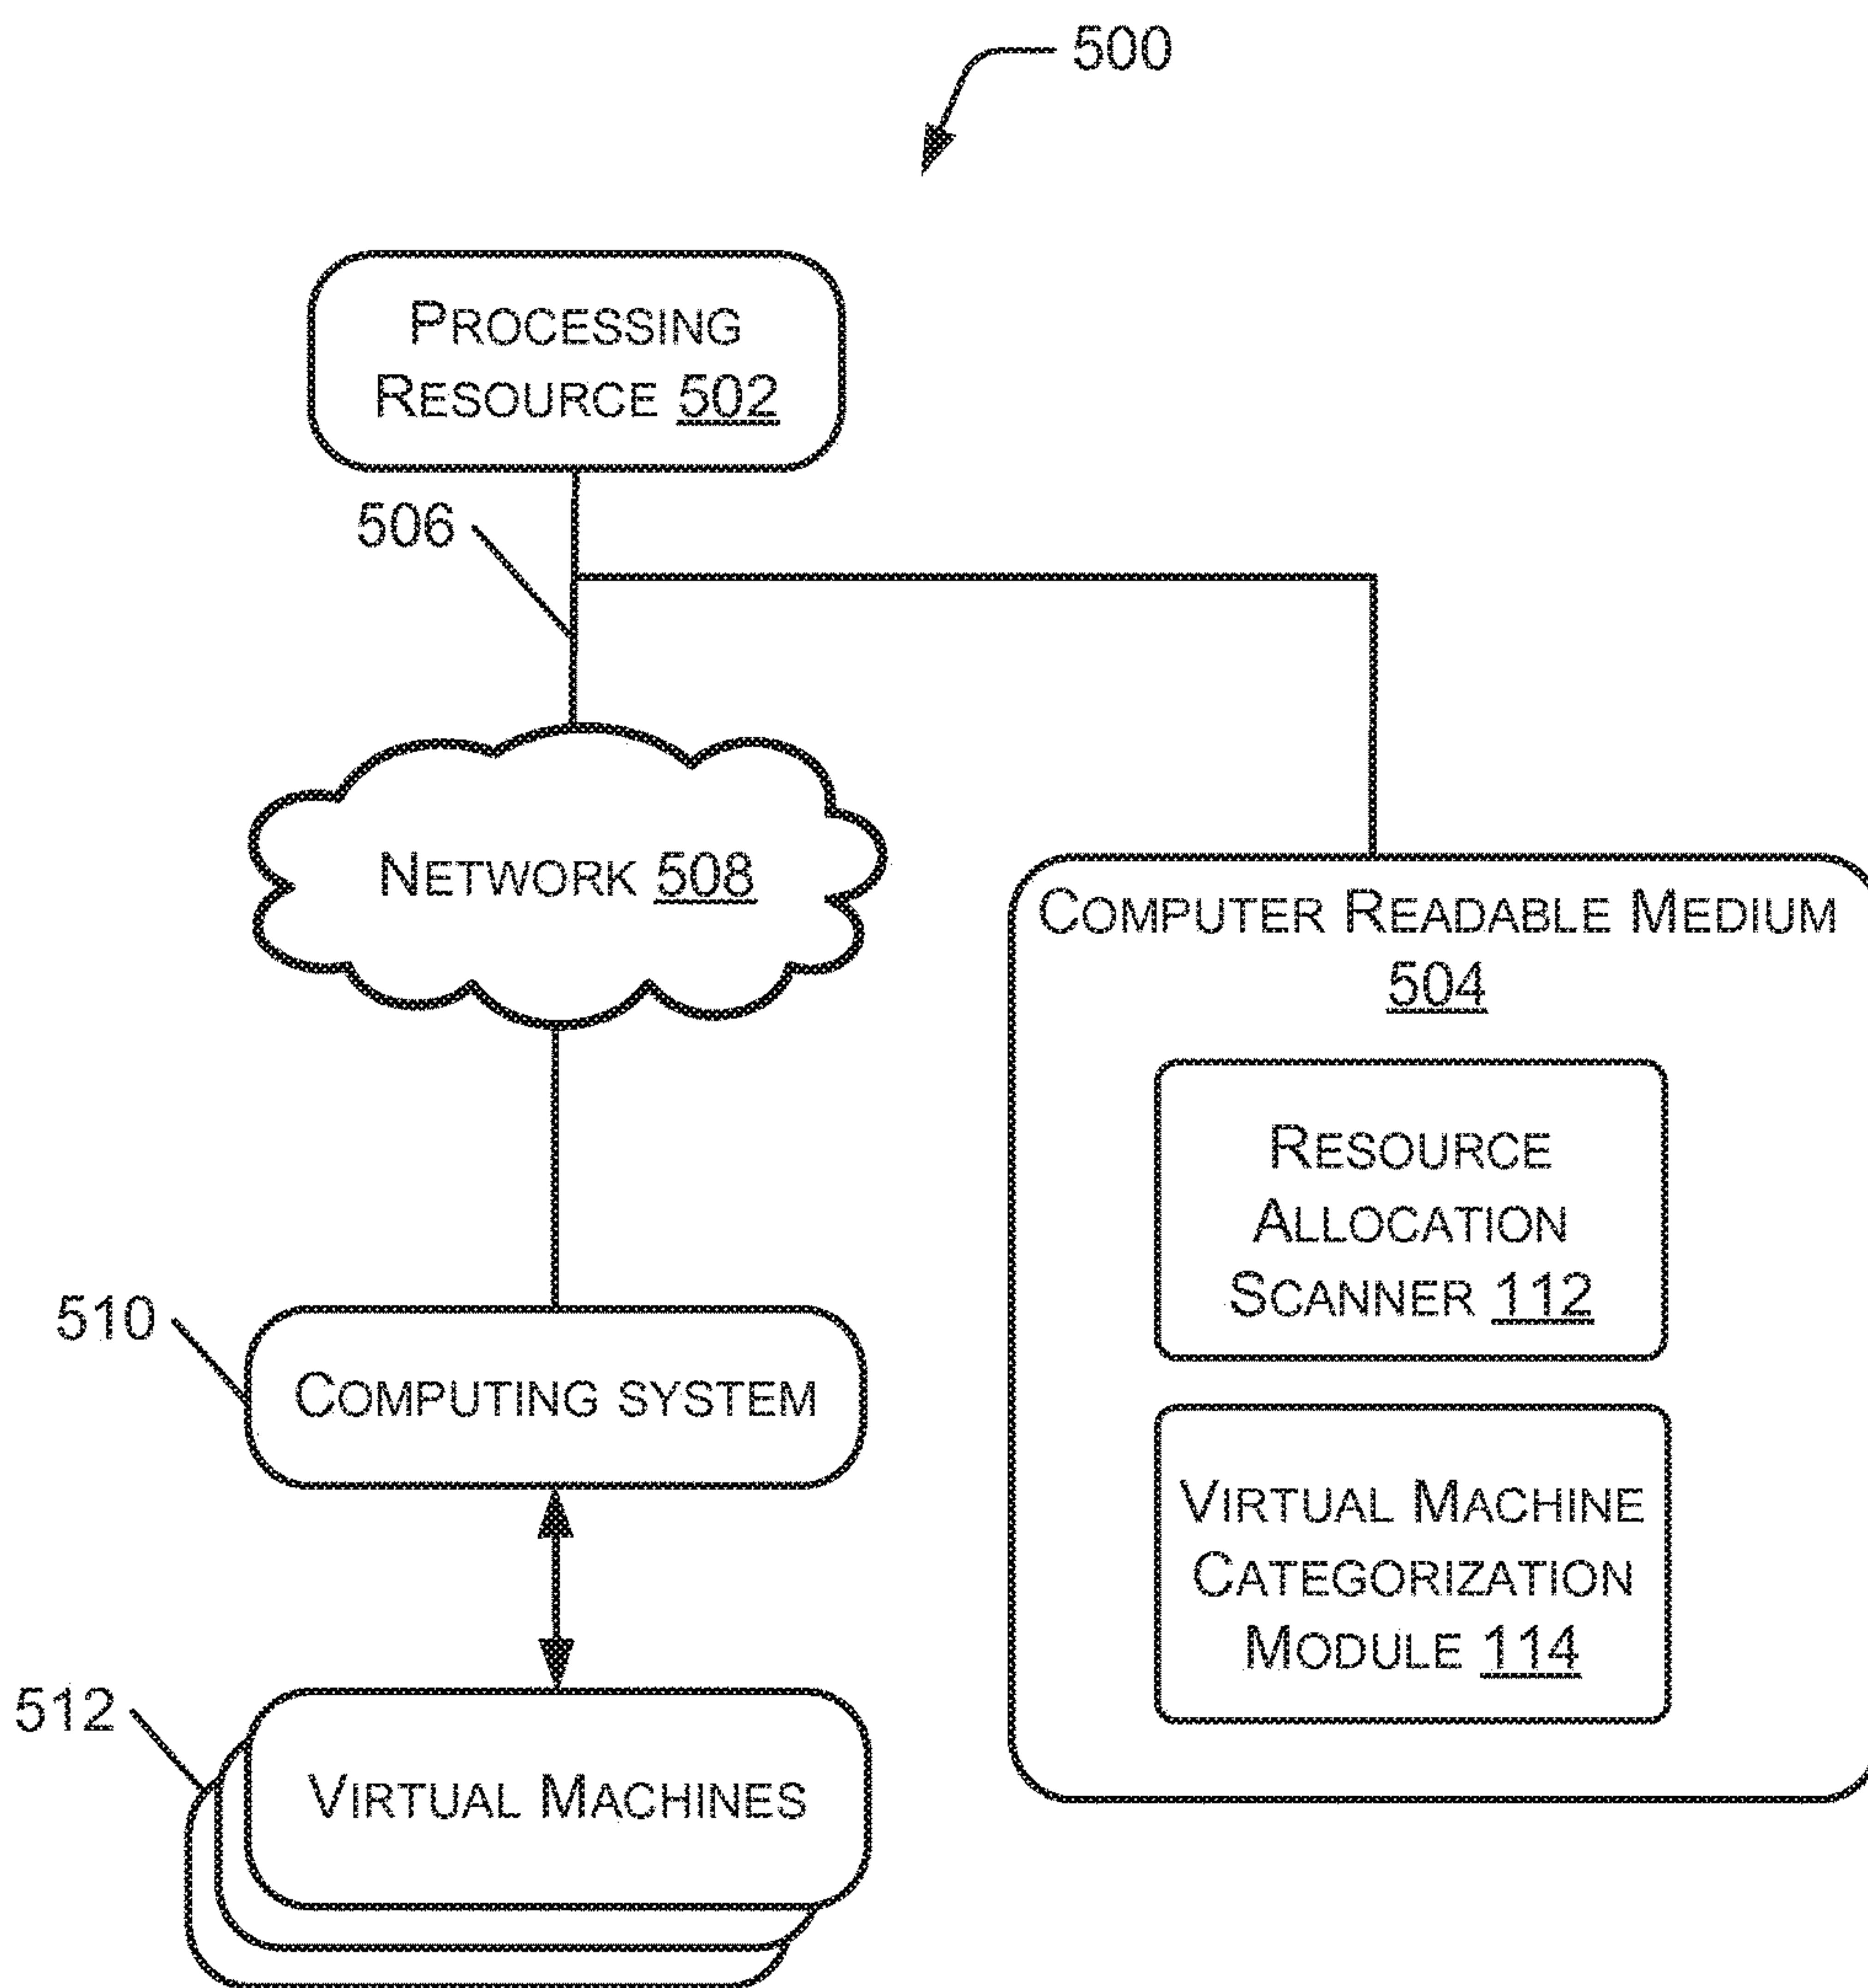 500
PROCESSING
RESOURCE 502
506
NETWORK 508
COMPUTER READABLE MEDIUM
504
RESOURCE
ALLOCATION
SCANNER 112
510
COMPUTING SYSTEM
VIRTUAL MACHINE
CATEGORIZATION
MODULE 114
512
VIRTUAL MACHINES